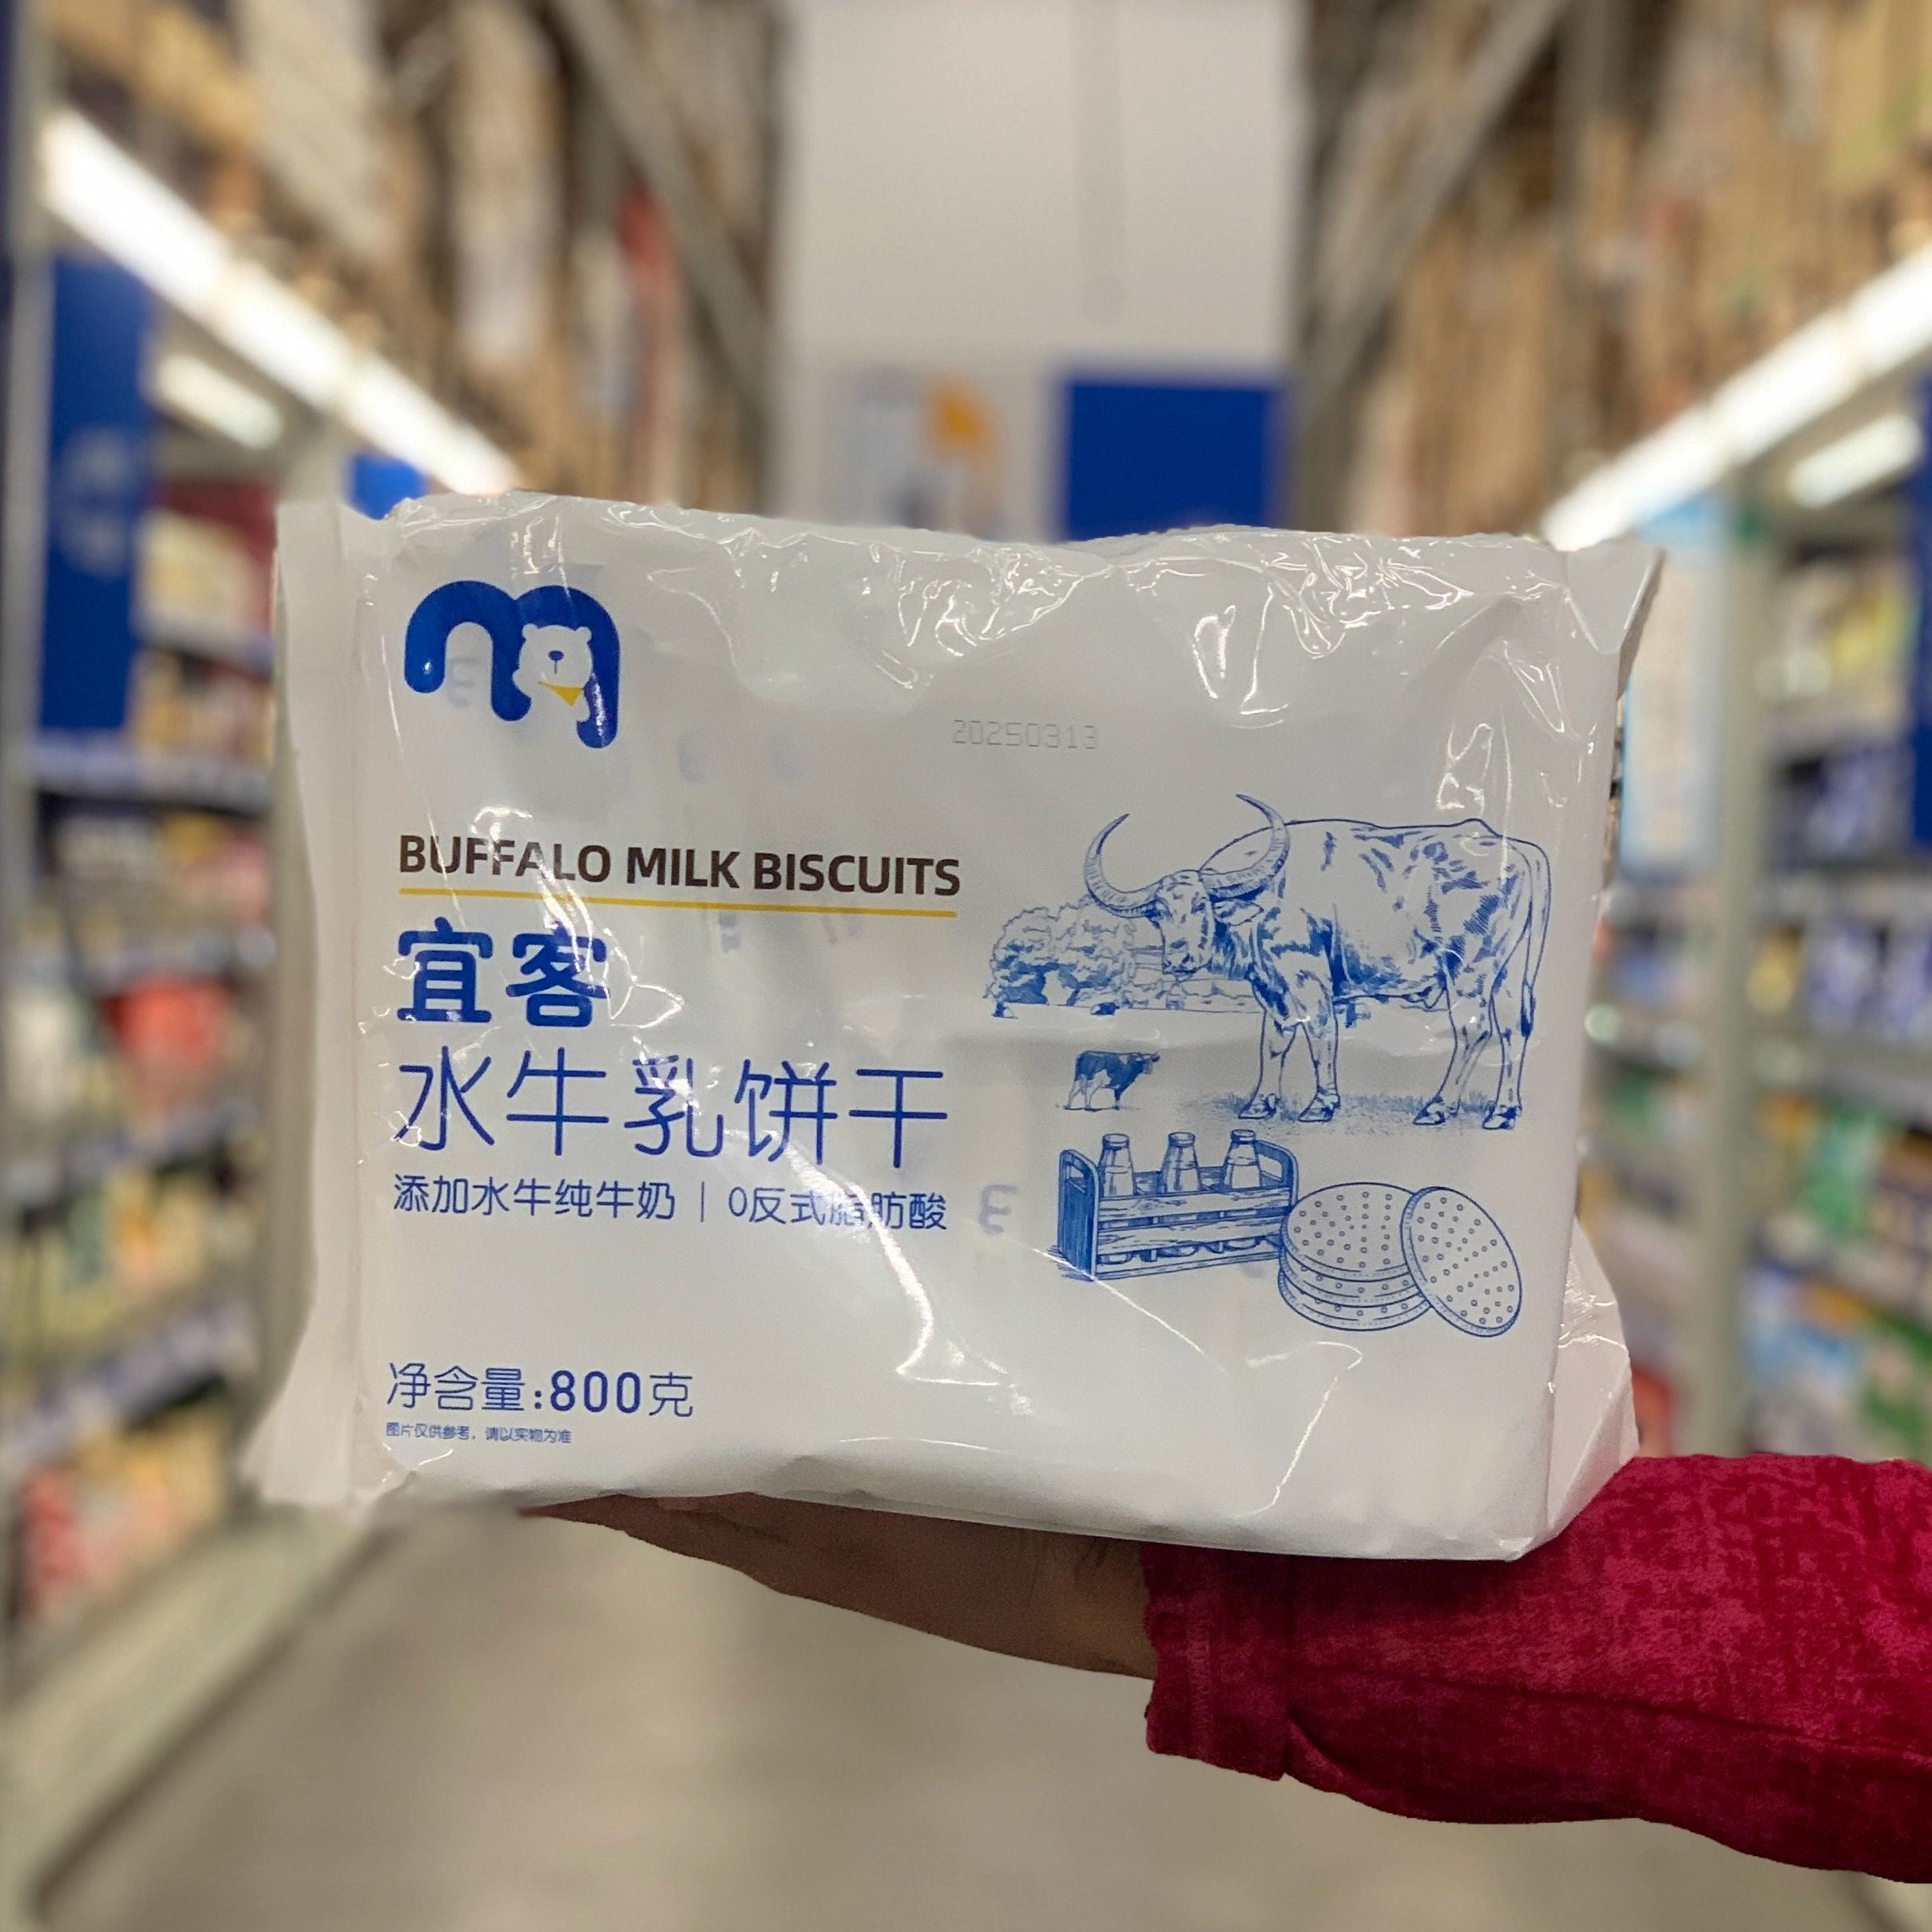 20250313
BUFFALO MILK BISCUITS
宜客
水牛乳饼干
添加水牛纯牛奶 | 0反式脂肪酸
净含量:800克
图片仅供参考，请以实物为准